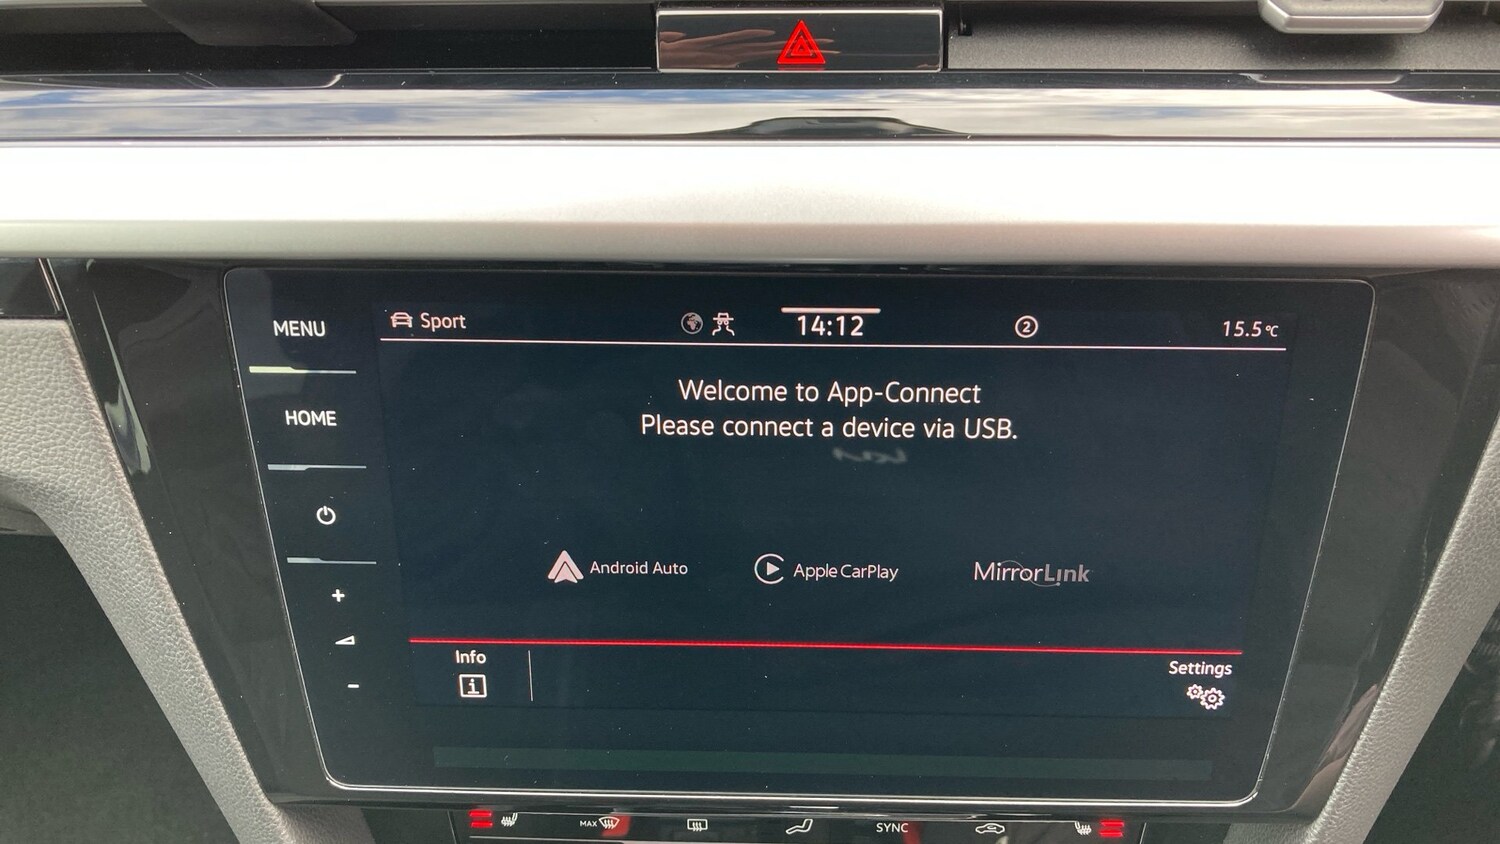 MENU
Sport
14:12
2
15.5°C
HOME
Welcome to App-Connect
Please connect a device via USB.
Android Auto
Apple CarPlay
MirrorLink
+
-
Info
i
Settings
MAX
SYNC